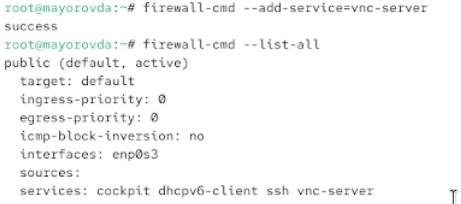 root@mayorovda:~# firewall-cmd --add-service=vnc-server
success
root@mayorovda:~# firewall-cmd --list-all
public (default, active)
  target: default
  ingress-priority: 0
  egress-priority: 0
  icmp-block-inversion: no
  interfaces: enp0s3
  sources:
  services: cockpit dhcpv6-client ssh vnc-server